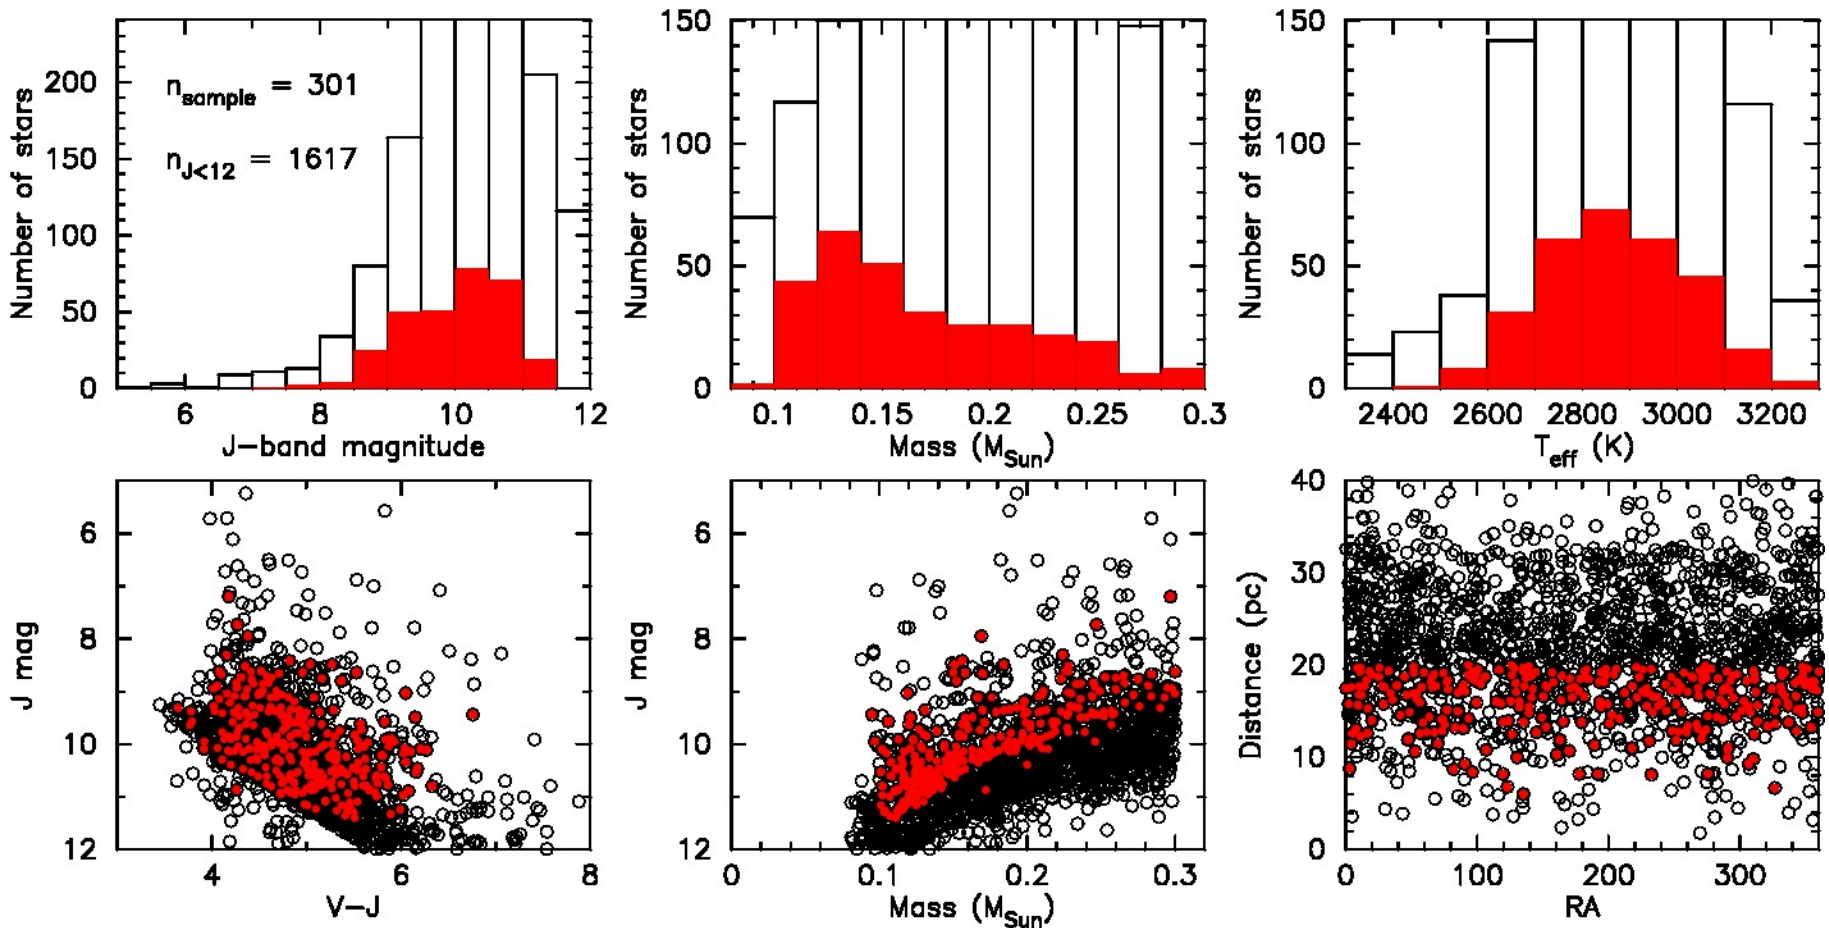 n_sample = 301
n_J<12 = 1617
Number of stars
0 50 100 150 200
6 8 10 12
J-band magnitude
Number of stars
0 50 100 150
0.1 0.15 0.2 0.25 0.3
Mass (M_Sun)
Number of stars
0 50 100 150
2400 2600 2800 3000 3200
T_eff (K)
J mag
6 8 10 12
4 6 8
V-J
J mag
6 8 10 12
0 0.1 0.2 0.3
Mass (M_Sun)
Distance (pc)
0 10 20 30 40
0 100 200 300
RA